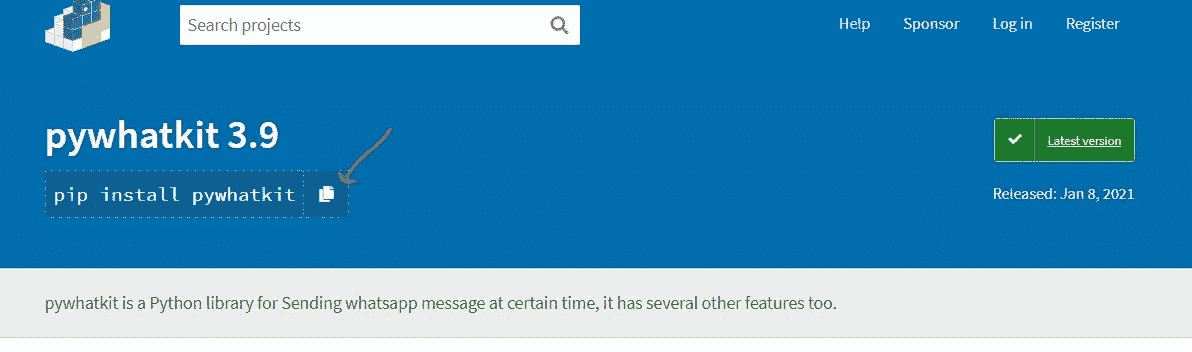 Search projects
Help Sponsor Log in Register
pywhatkit 3.9
Latest version
pip install pywhatkit
Released: Jan 8, 2021
pywhatkit is a Python library for Sending whatsapp message at certain time, it has several other features too.